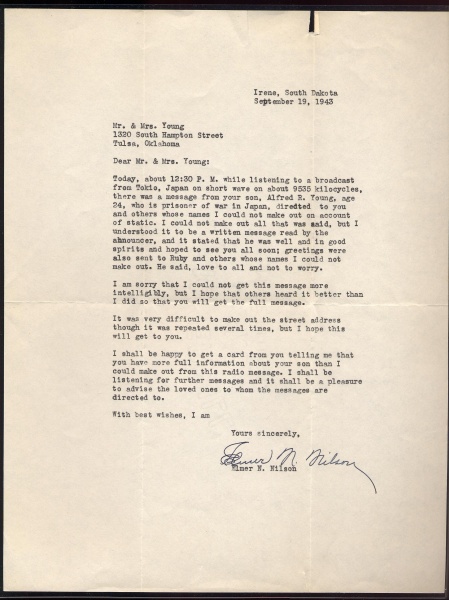 Irene, South Dakota
September 19, 1943
Mr. & Mrs. Young
1320 South Hampton Street
Tulsa, Oklahoma
Dear Mr. & Mrs. Young:
Today, about 12:30 P. M. while listening to a broadcast
from Tokio, Japan on short wave on about 9535 kilocycles,
there was a message from your son, Alfred R. Young, age
24, who is prisoner of war in Japan, diredted to you
and others whose names I could not make out on account
of static. I could not make out all that was said, but I
understood it to be a written message read by the
announcer, and it stated that he was well and in good
spirits and hoped to see you all soon; greetings were
also sent to Ruby and others whose names I could not
make out. He said, love to all and not to worry.
I am sorry that I could not get this message more
intelligibly, but I hope that others heard it better than
I did so that you will get the full message.
It was very difficult to make out the street address
though it was repeated several times, but I hope this
will get to you.
I shall be happy to get a card from you telling me that
you have more full information about your son than I
could make out from this radio message. I shall be
listening for further messages and it shall be a pleasure
to advise the loved ones to whom the messages are
directed to.
With best wishes, I am
Yours sincerely,
Elmer N. Nilson
Elmer N. Nilson